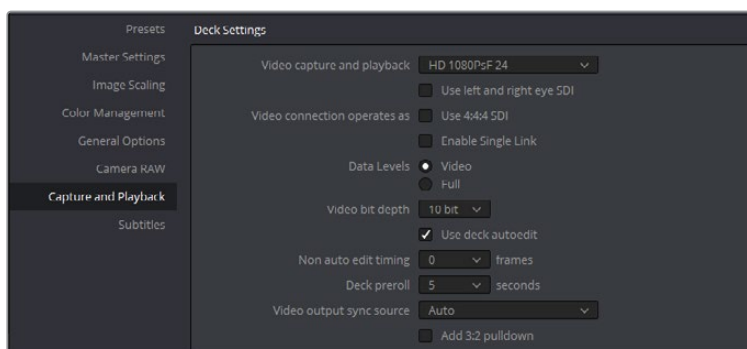 Presets
Master Settings
Image Scaling
Color Management
General Options
Camera RAW
Capture and Playback
Subtitles
Deck Settings
Video capture and playback HD 1080PsF 24
Use left and right eye SDI
Video connection operates as Use 4:4:4 SDI
Enable Single Link
Data Levels Video
Full
Video bit depth 10 bit
Use deck autoedit
Non auto edit timing 0 frames
Deck preroll 5 seconds
Video output sync source Auto
Add 3:2 pulldown